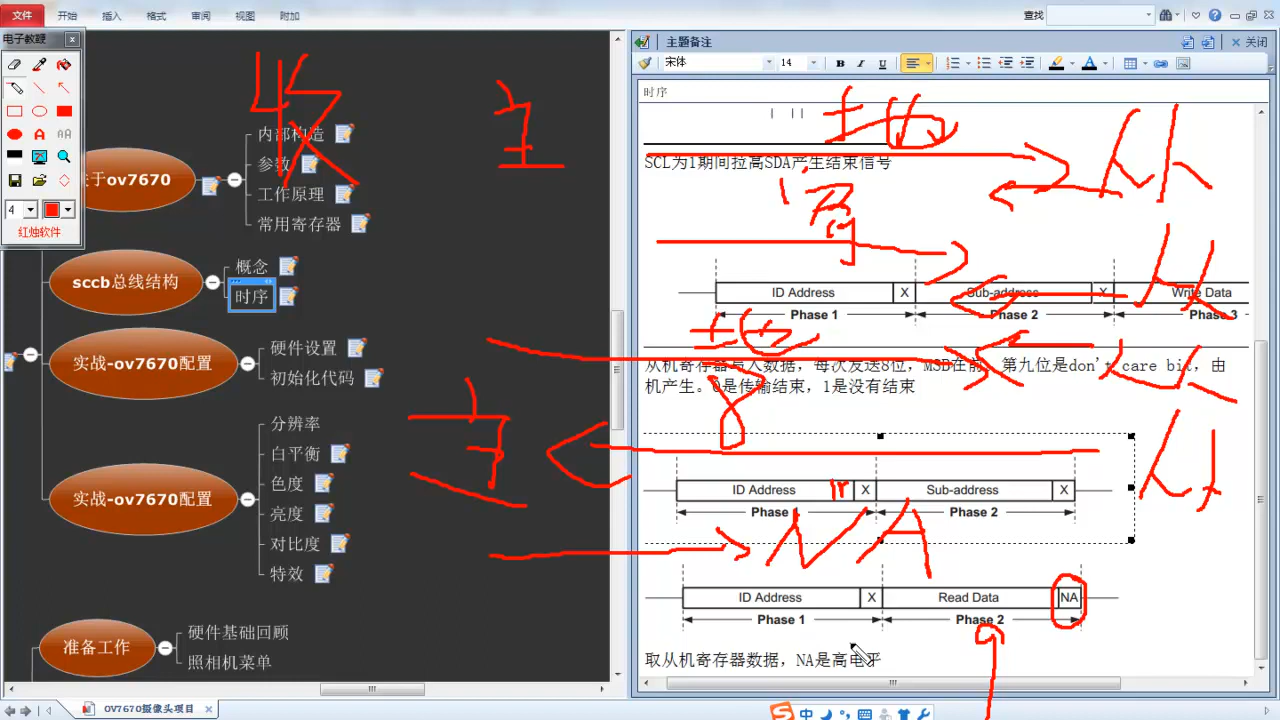 文件 开始 插入 格式 审阅 视图 附加 查找
电子教鞭
4
红烛软件
收
主
关于ov7670
内部构造
参数
工作原理
常用寄存器
sccb总线结构
概念
时序
实战-ov7670配置
硬件设置
初始化代码
主
实战-ov7670配置
分辨率
白平衡
色度
亮度
对比度
特效
准备工作
硬件基础回顾
照相机菜单
OV7670摄像头项目
主题备注 关闭
宋体 14 B I U A
时序
SCL为1期间拉高SDA产生结束信号
ID Address X Sub-address X Write Data
Phase 1 Phase 2 Phase 3
从机寄存器写入数据，每次发送8位，MSB在前，第九位是don't care bit，由
机产生。0是传输结束，1是没有结束
8
ID Address X Sub-address X
Phase 1 Phase 2
NA
ID Address X Read Data NA
Phase 1 Phase 2
取从机寄存器数据，NA是高电平
中